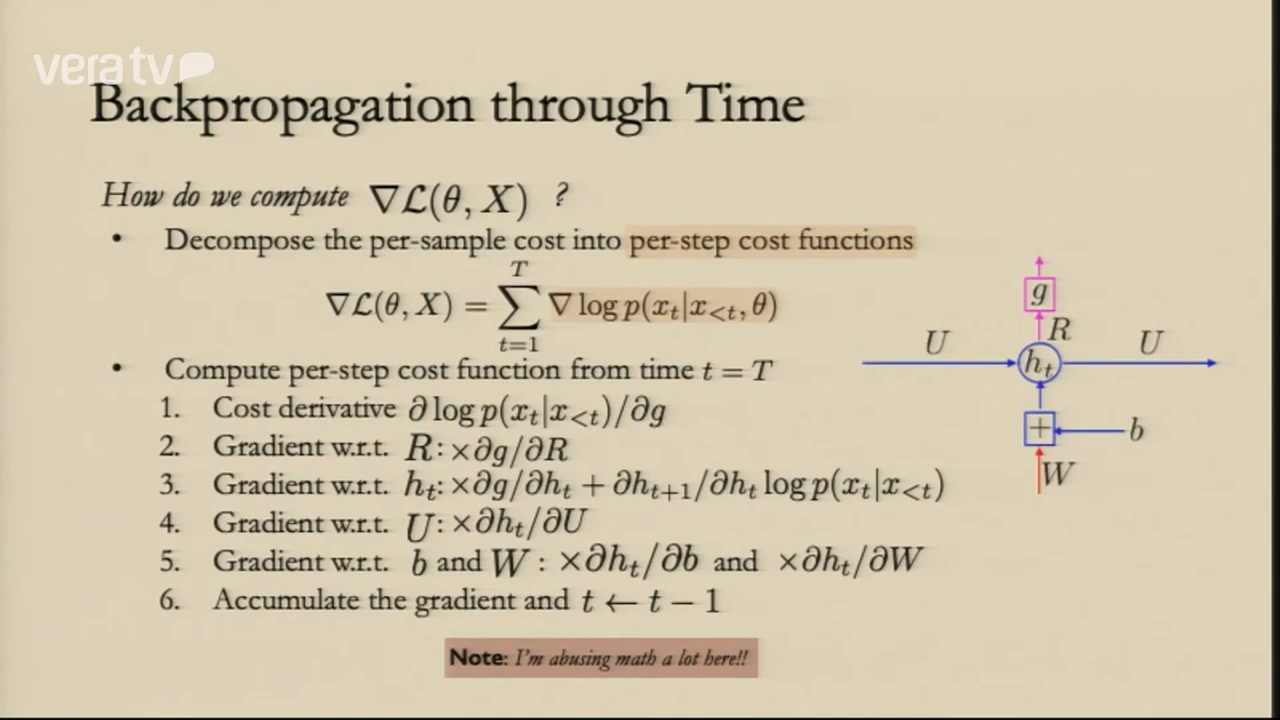 vera tv
Backpropagation through Time
How do we compute ∇ℒ(θ, X) ?
• Decompose the per-sample cost into per-step cost functions
∇ℒ(θ, X) = ∑_{t=1}^{T} ∇ log p(x_t|x_{<t}, θ)
• Compute per-step cost function from time t = T
1. Cost derivative ∂ log p(x_t|x_{<t})/∂g
2. Gradient w.r.t. R: ×∂g/∂R
3. Gradient w.r.t. h_t: ×∂g/∂h_t + ∂h_{t+1}/∂h_t log p(x_t|x_{<t})
4. Gradient w.r.t. U: ×∂h_t/∂U
5. Gradient w.r.t. b and W : ×∂h_t/∂b and ×∂h_t/∂W
6. Accumulate the gradient and t ← t − 1
Note: I'm abusing math a lot here!!
g
R
U
h_t
U
+
b
W